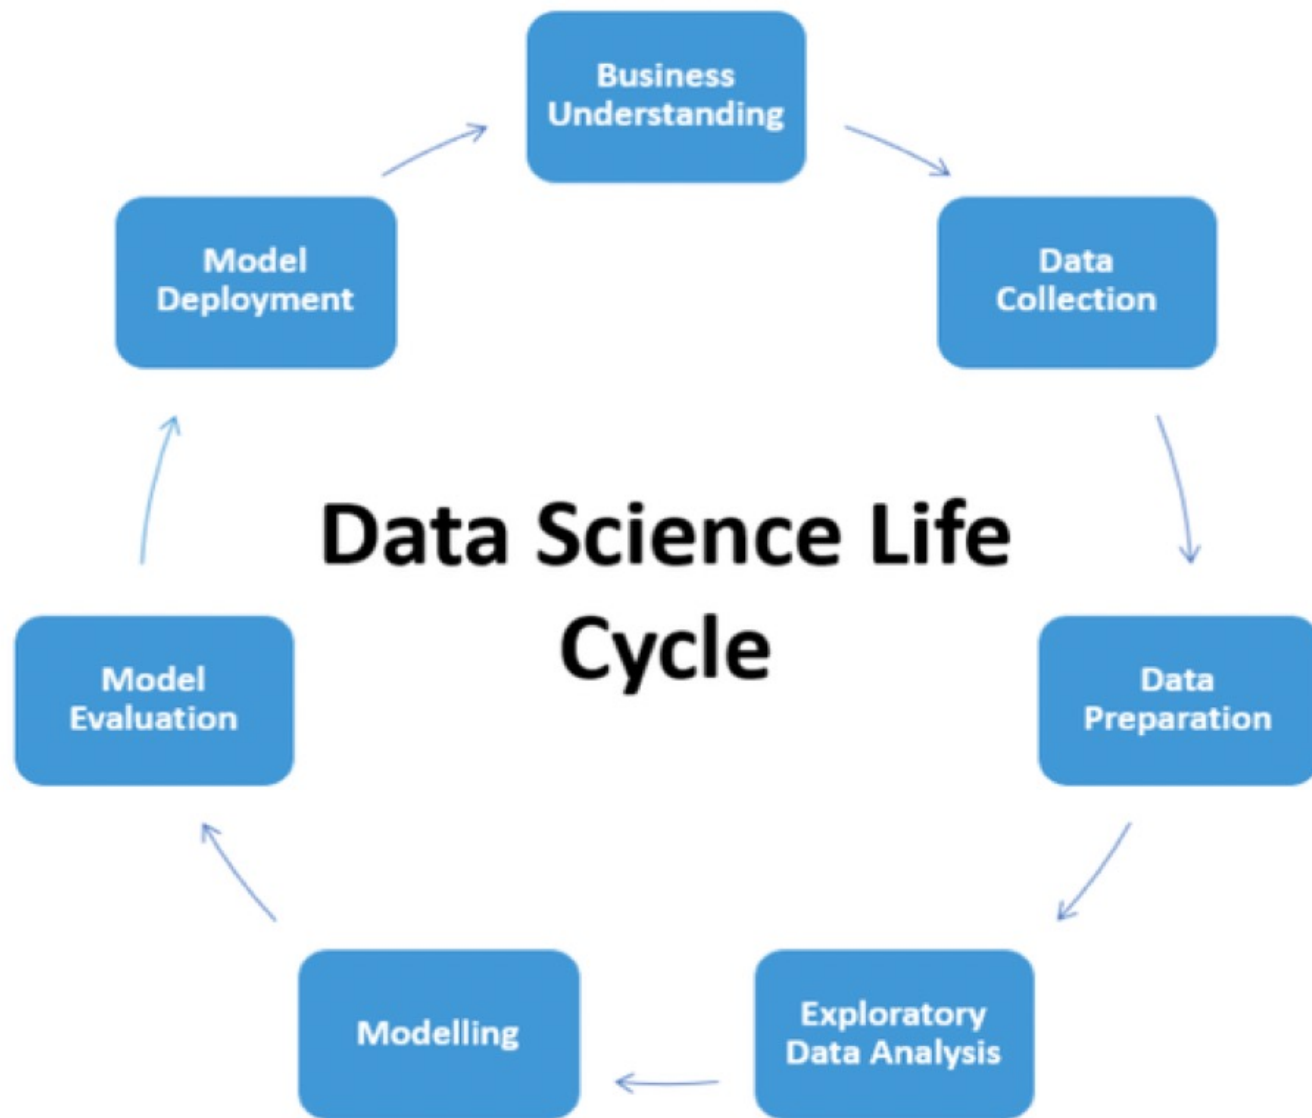 Business
Understanding
Data
Collection
Data
Preparation
Exploratory
Data Analysis
Modelling
Model
Evaluation
Model
Deployment
Data Science Life
Cycle